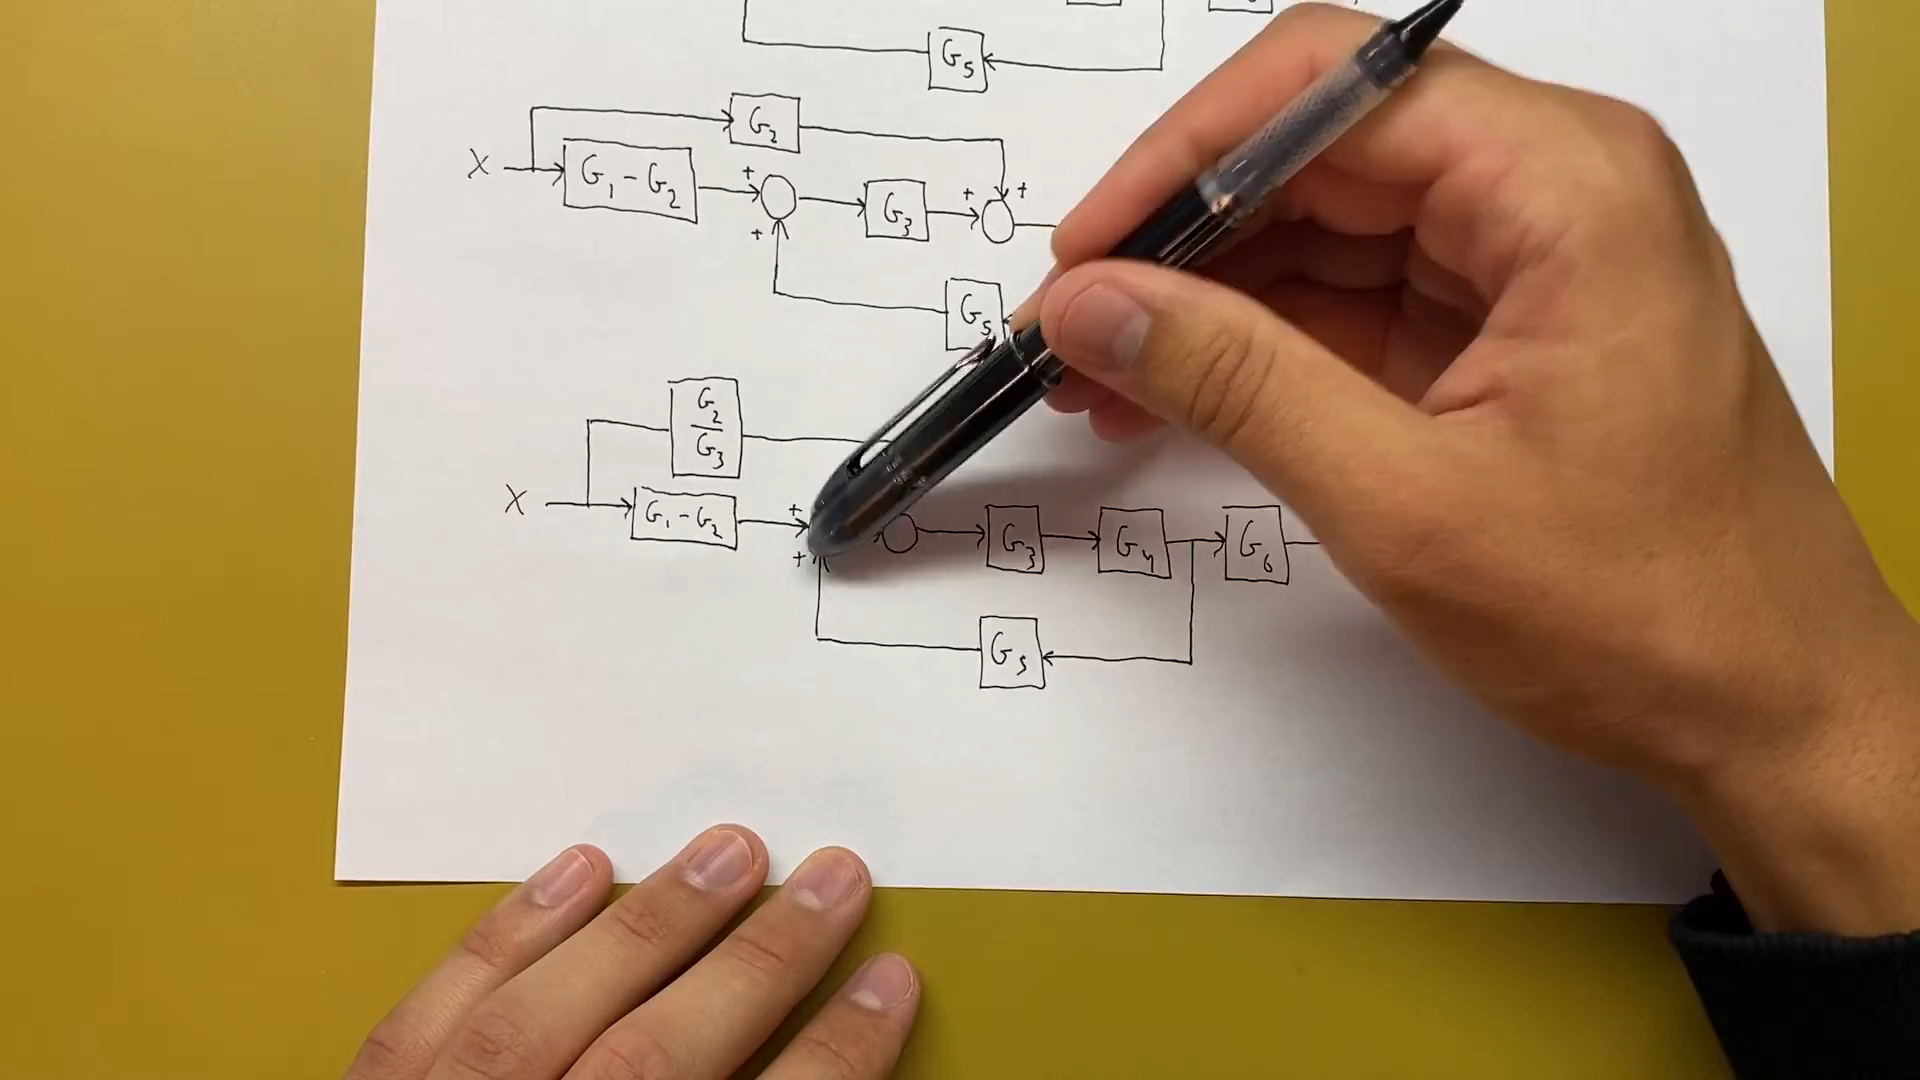 G5
G2
X G1 - G2 + + G3 + +
G5
G2
G3
X G1 - G2 + + G3 G4 G6
G5